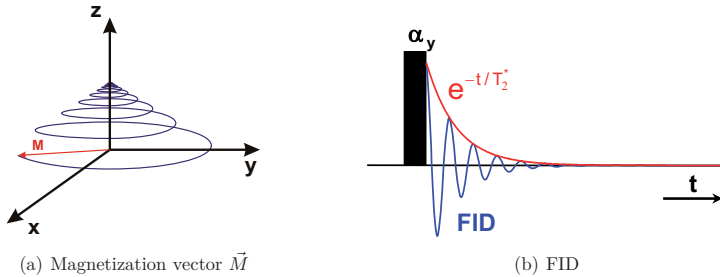 z
M
y
x
(a) Magnetization vector $\vec{M}$
α_y
e^{-t/T_2^*}
FID
t
(b) FID